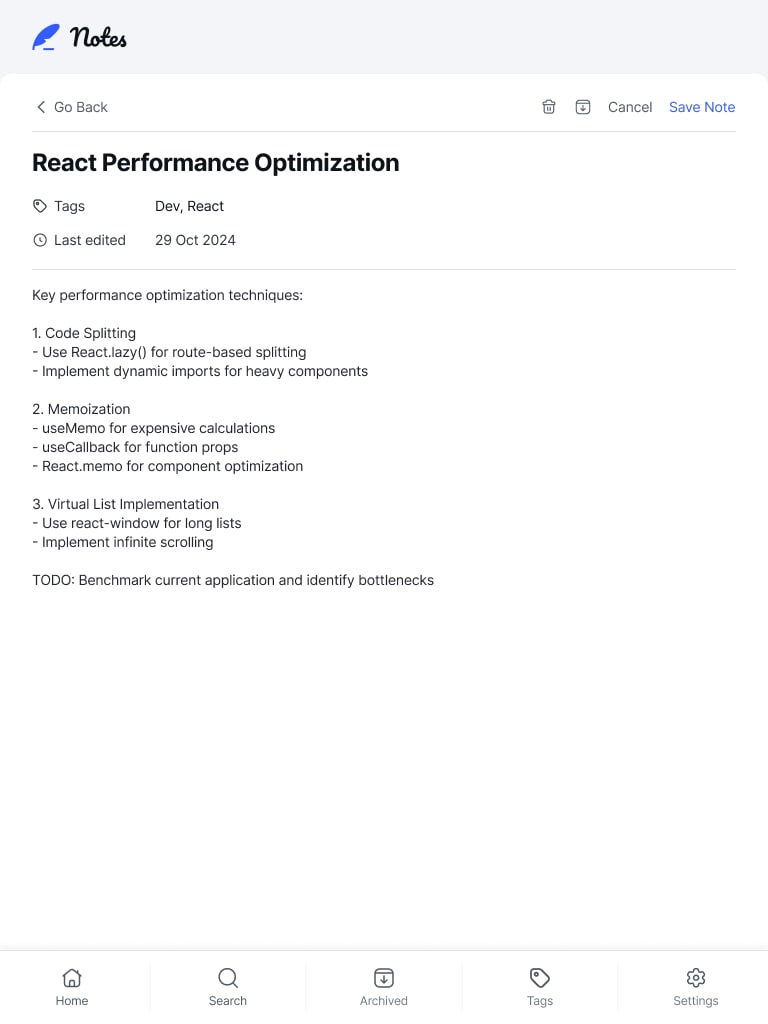 Notes
Go Back
Cancel
Save Note
React Performance Optimization
Tags
Dev, React
Last edited
29 Oct 2024
Key performance optimization techniques:
1. Code Splitting
- Use React.lazy() for route-based splitting
- Implement dynamic imports for heavy components
2. Memoization
- useMemo for expensive calculations
- useCallback for function props
- React.memo for component optimization
3. Virtual List Implementation
- Use react-window for long lists
- Implement infinite scrolling
TODO: Benchmark current application and identify bottlenecks
Home
Search
Archived
Tags
Settings